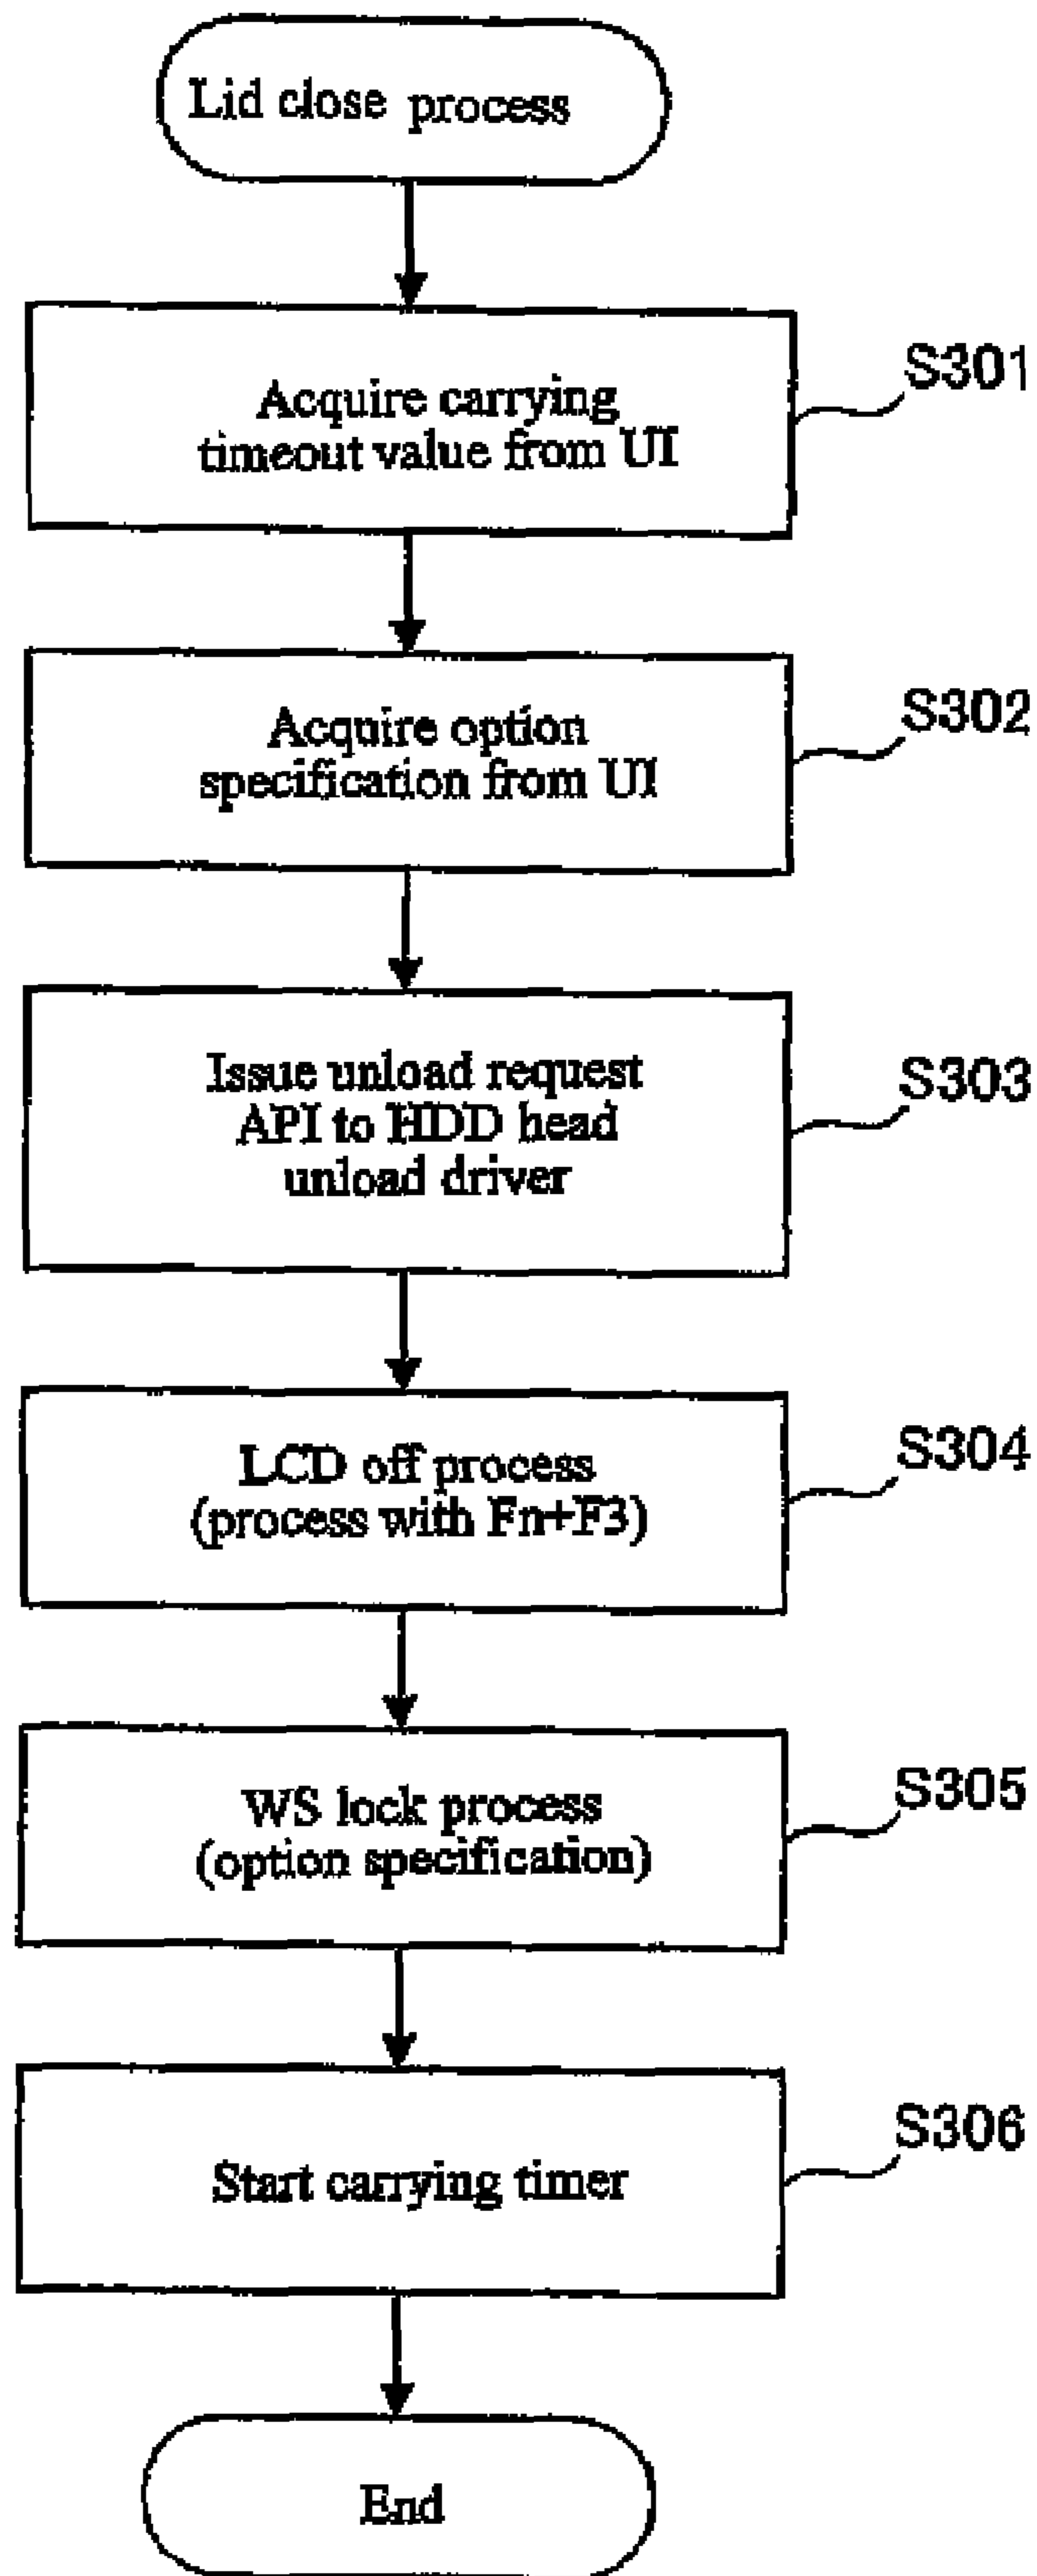 Lid close process
Acquire carrying
timeout value from UI
S301
Acquire option
specification from UI
S302
Issue unload request
API to HDD head
unload driver
S303
LCD off process
(process with Fn+F3)
S304
WS lock process
(option specification)
S305
Start carrying timer
S306
End